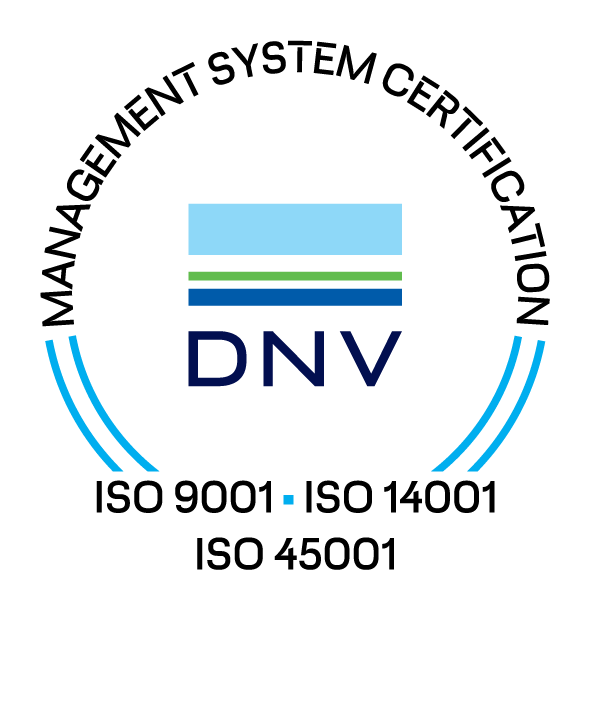 MANAGEMENT SYSTEM CERTIFICATION
DNV
ISO 9001 ▪ ISO 14001
ISO 45001